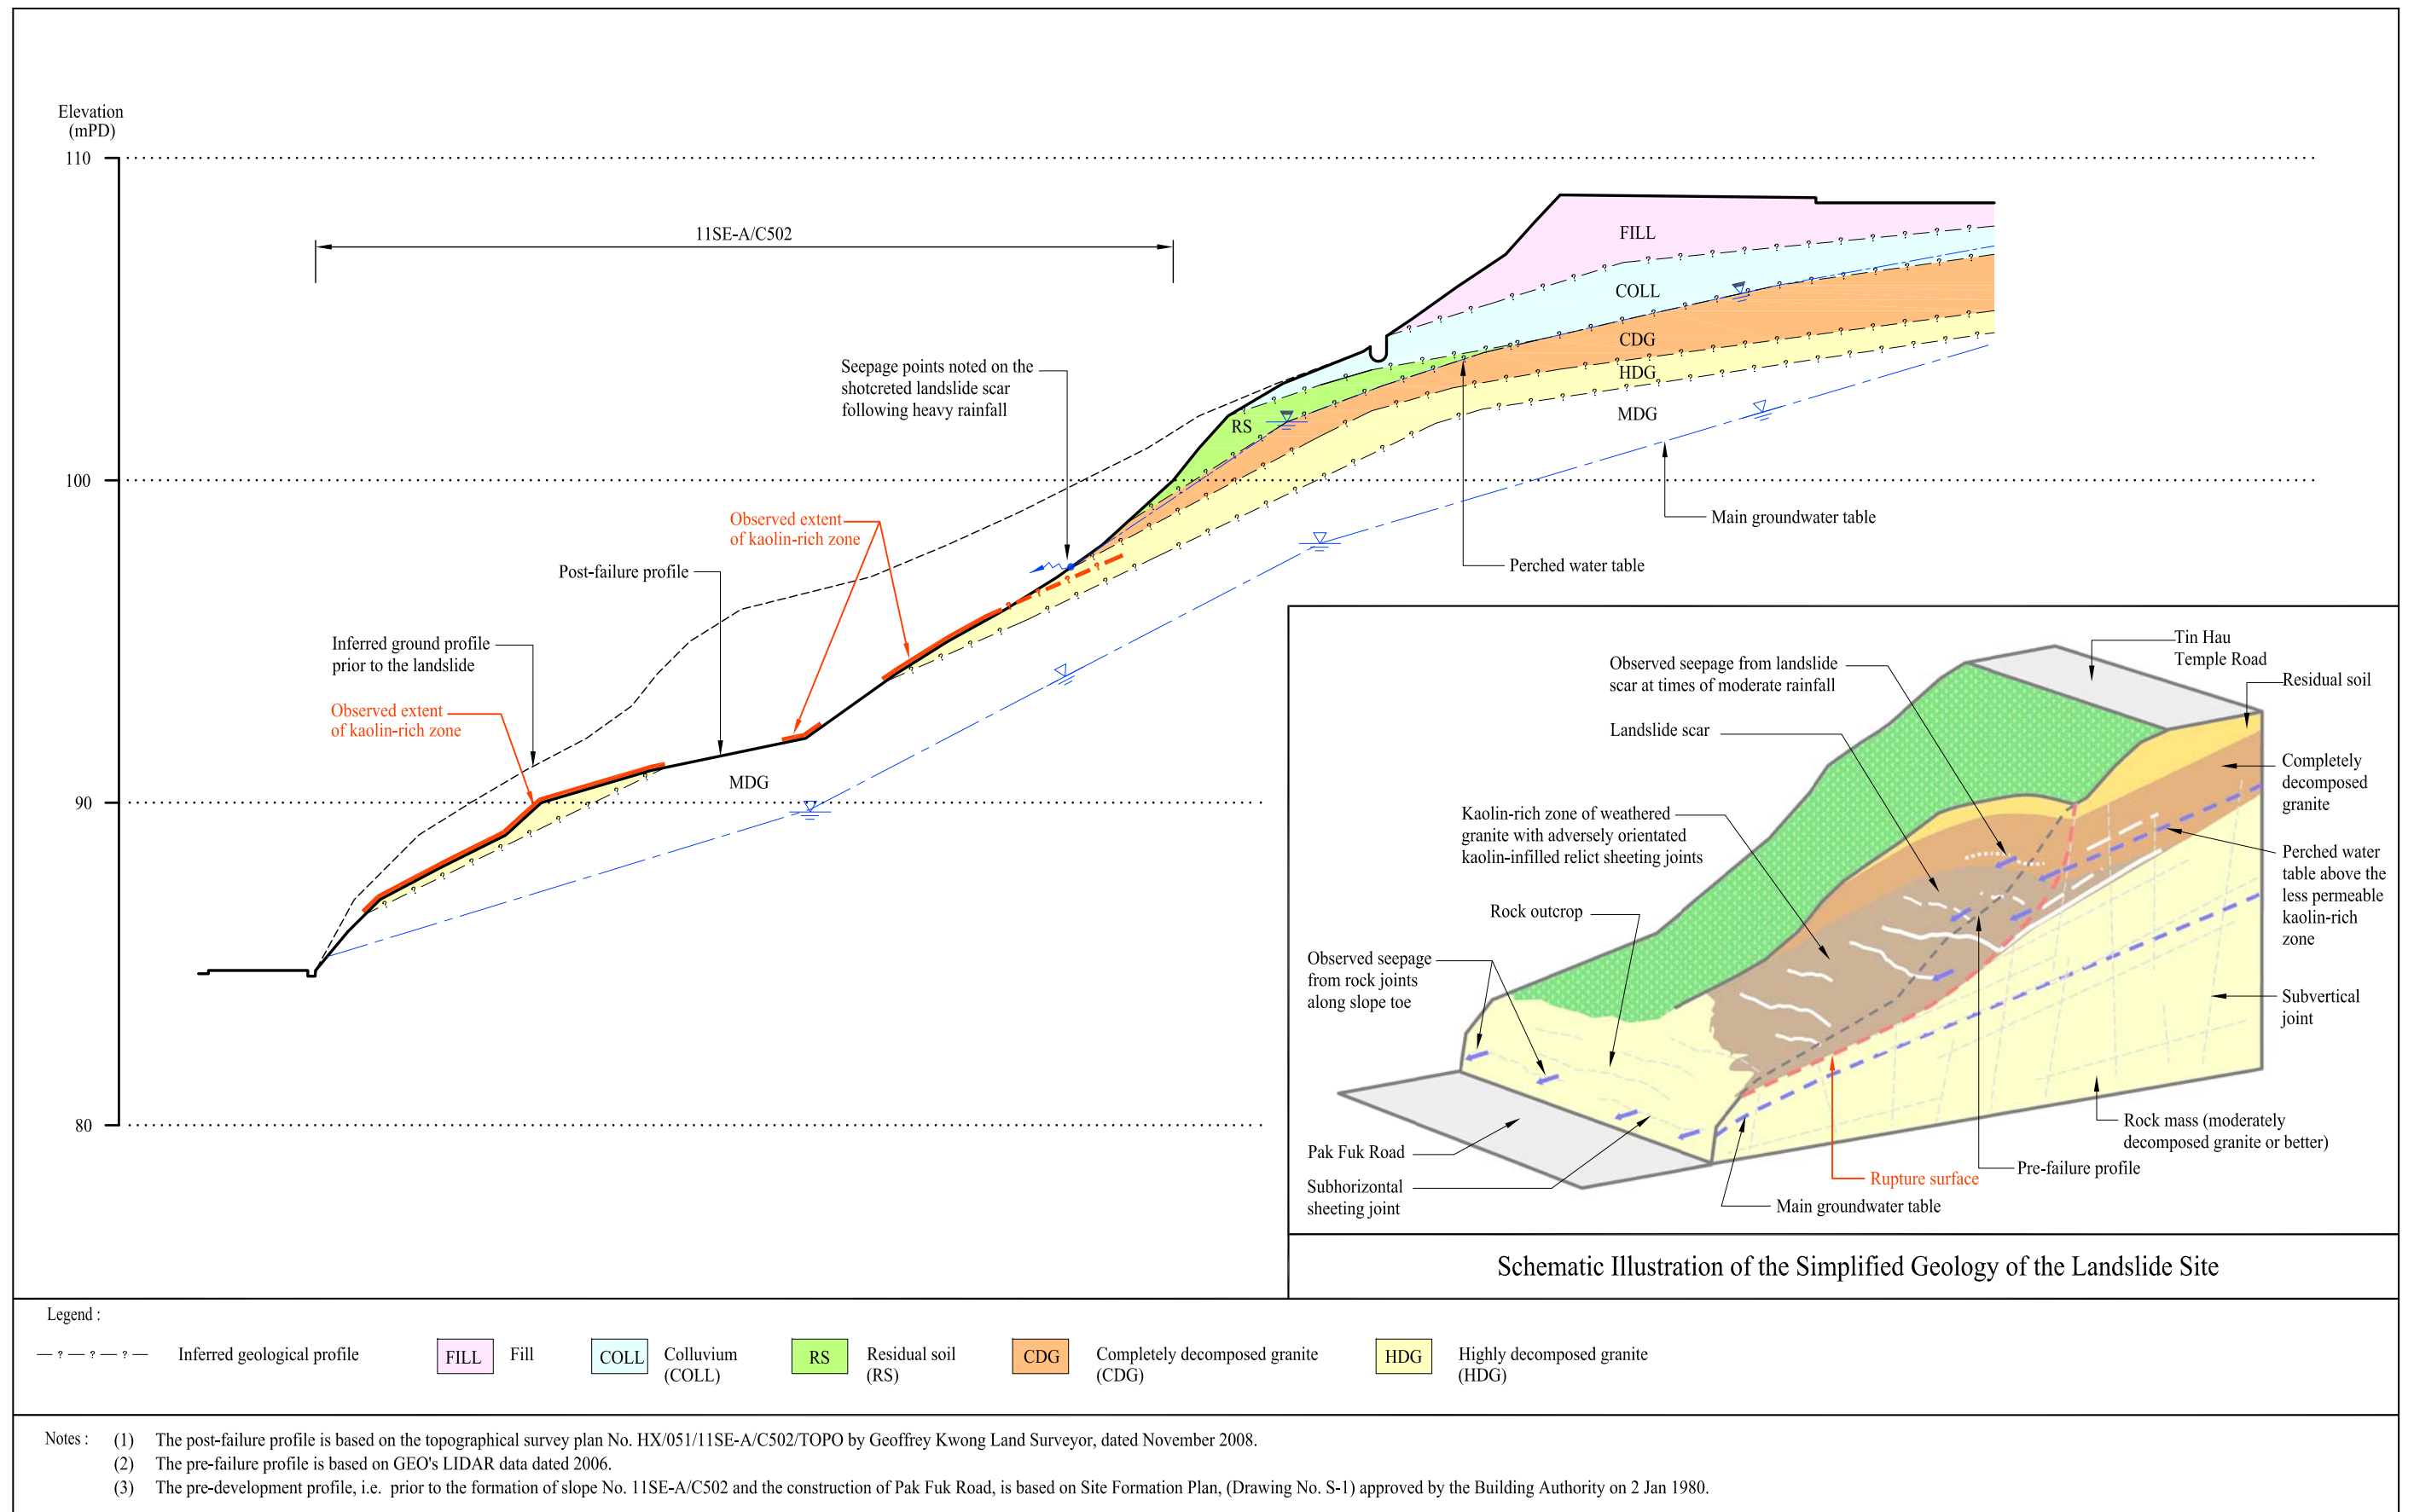 Elevation
(mPD)
110
100
90
80
11SE-A/C502
FILL
COLL
CDG
HDG
MDG
RS
Seepage points noted on the
shotcreted landslide scar
following heavy rainfall
Observed extent
of kaolin-rich zone
Post-failure profile
Inferred ground profile
prior to the landslide
Observed extent
of kaolin-rich zone
MDG
Main groundwater table
Perched water table
Tin Hau
Temple Road
Observed seepage from landslide
scar at times of moderate rainfall
Residual soil
Landslide scar
Completely
decomposed
granite
Kaolin-rich zone of weathered
granite with adversely orientated
kaolin-infilled relict sheeting joints
Perched water
table above the
less permeable
kaolin-rich
zone
Rock outcrop
Observed seepage
from rock joints
along slope toe
Subvertical
joint
Rock mass (moderately
decomposed granite or better)
Pak Fuk Road
Pre-failure profile
Rupture surface
Subhorizontal
sheeting joint
Main groundwater table
Schematic Illustration of the Simplified Geology of the Landslide Site
Legend :
— ? — ? — ? — Inferred geological profile
FILL Fill
COLL Colluvium
(COLL)
RS Residual soil
(RS)
CDG Completely decomposed granite
(CDG)
HDG Highly decomposed granite
(HDG)
Notes : (1) The post-failure profile is based on the topographical survey plan No. HX/051/11SE-A/C502/TOPO by Geoffrey Kwong Land Surveyor, dated November 2008.
(2) The pre-failure profile is based on GEO's LIDAR data dated 2006.
(3) The pre-development profile, i.e. prior to the formation of slope No. 11SE-A/C502 and the construction of Pak Fuk Road, is based on Site Formation Plan, (Drawing No. S-1) approved by the Building Authority on 2 Jan 1980.